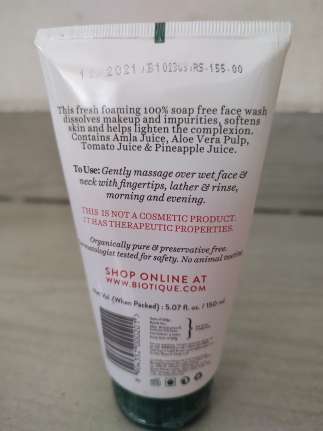 2021/B1023G9/RS-155-00
This fresh foaming 100% soap free face wash
dissolves makeup and impurities, softens
skin and helps lighten the complexion.
Contains Amla Juice, Aloe Vera Pulp,
Tomato Juice & Pineapple Juice.
To Use: Gently massage over wet face &
neck with fingertips, lather & rinse,
morning and evening.
THIS IS NOT A COSMETIC PRODUCT.
IT HAS THERAPEUTIC PROPERTIES.
Organically pure & preservative free.
tested for safety. No animal testing.
SHOP ONLINE AT
WWW.BIOTIQUE.COM
Vol (When Packed) : 5.07 fl. oz. / 150 ml